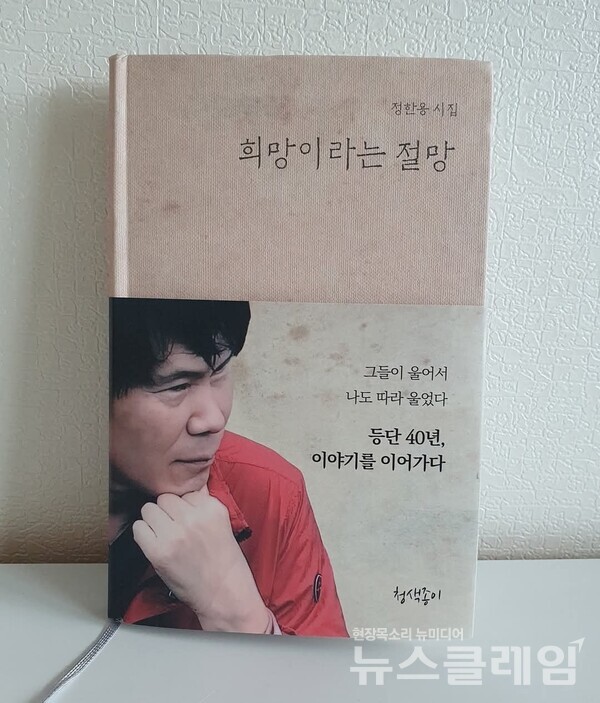 정한용 시집
희망이라는 절망
그들이 울어서
나도 따라 울었다
등단 40년,
이야기를 이어가다
청색종이
현장목소리 뉴미디어
뉴스클레임